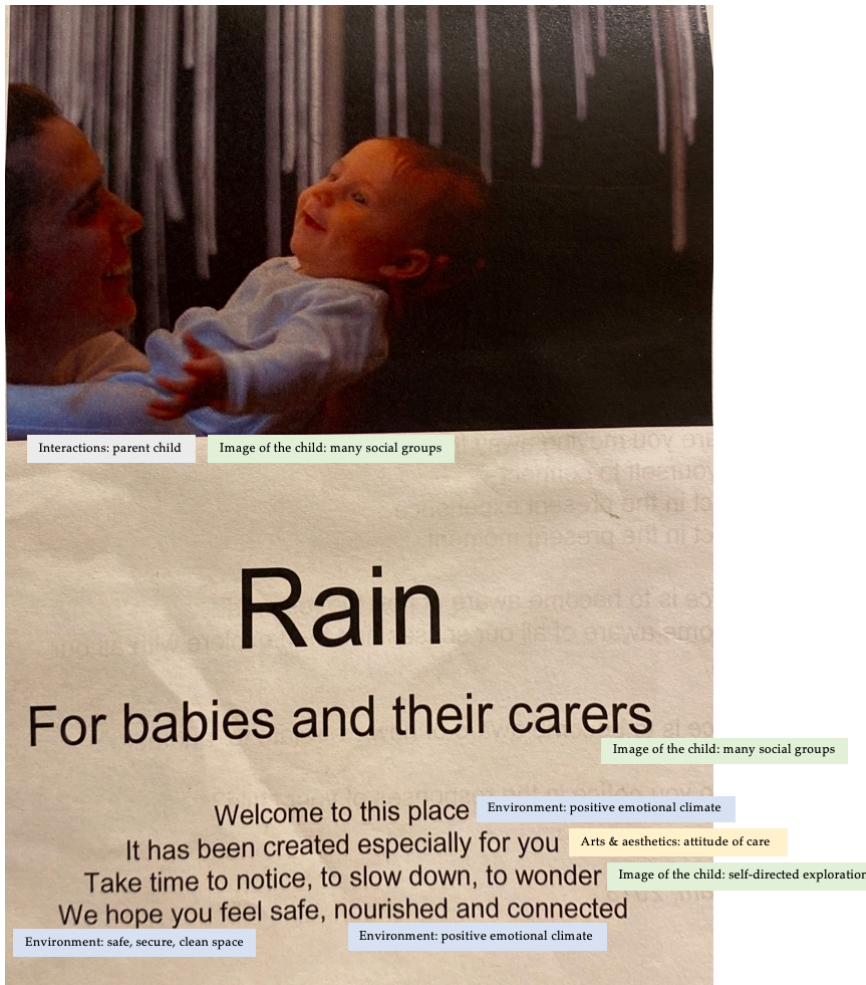 Interactions: parent child
Image of the child: many social groups
Rain
For babies and their carers
Image of the child: many social groups
Welcome to this place
Environment: positive emotional climate
It has been created especially for you
Arts & aesthetics: attitude of care
Take time to notice, to slow down, to wonder
Image of the child: self-directed exploration
We hope you feel safe, nourished and connected
Environment: safe, secure, clean space
Environment: positive emotional climate